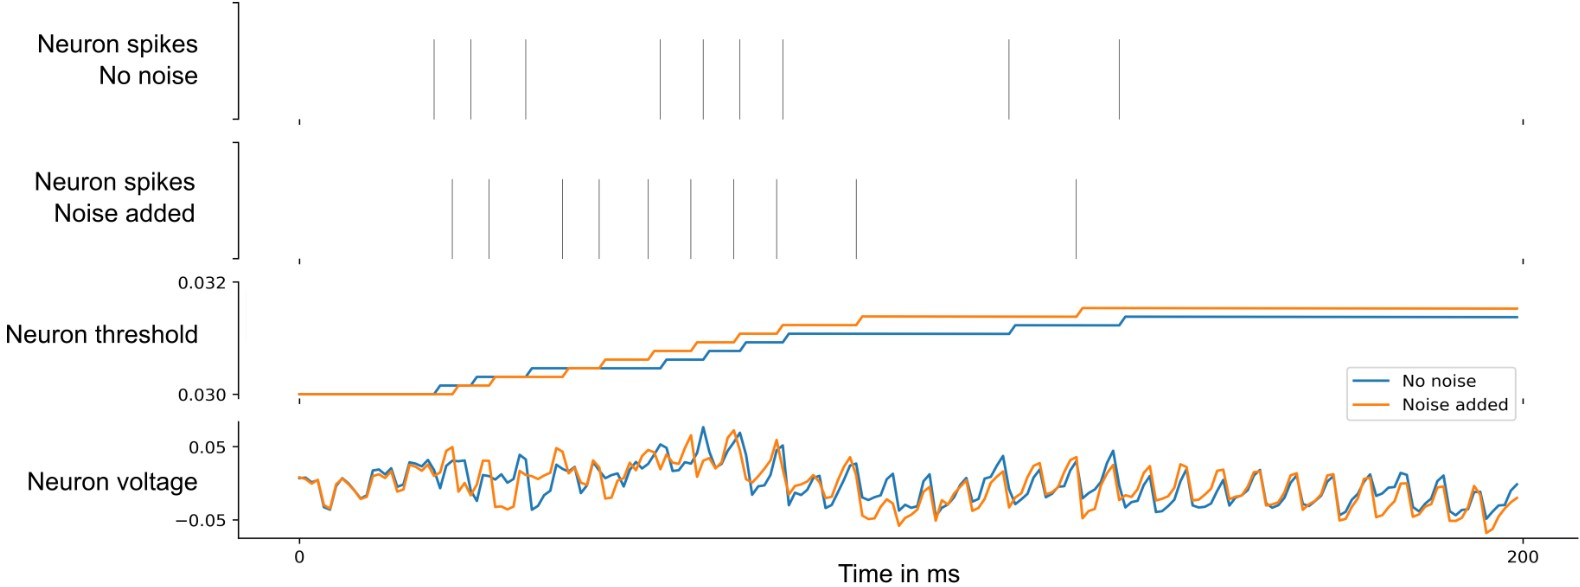 Neuron spikes
No noise
Neuron spikes
Noise added
0.032
Neuron threshold
0.030
No noise
Noise added
0.05
Neuron voltage
−0.05
0
200
Time in ms